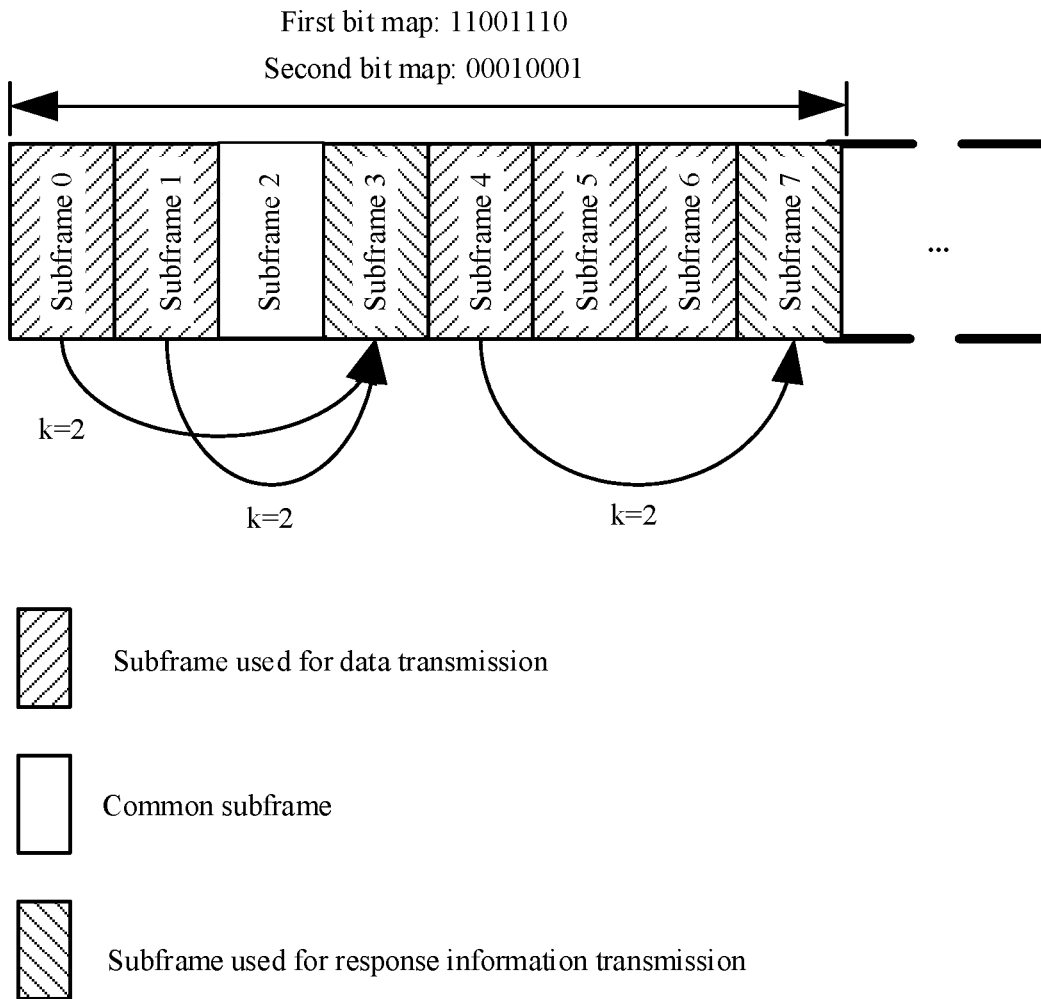 First bit map: 11001110
Second bit map: 00010001
Subframe 0
Subframe 1
Subframe 2
Subframe 3
Subframe 4
Subframe 5
Subframe 6
Subframe 7
...
k=2
k=2
k=2
Subframe used for data transmission
Common subframe
Subframe used for response information transmission